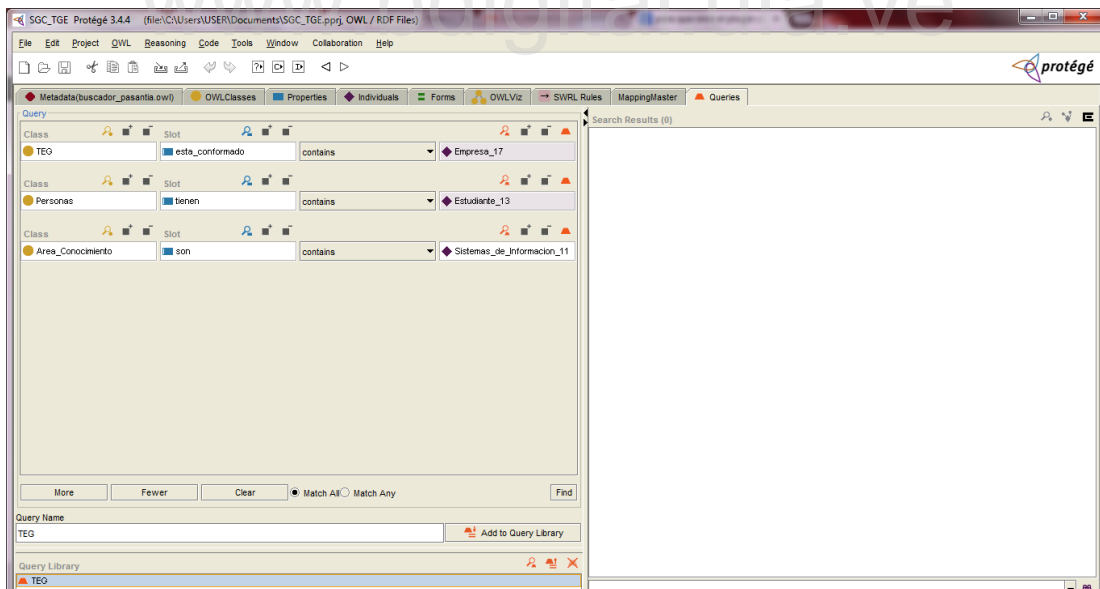 SGC_TGE Protégé 3.4.4 (file:\C:\Users\USER\Documents\SGC_TGE.pprj, OWL / RDF Files)
File Edit Project OWL Reasoning Code Tools Window Collaboration Help
protégé
Metadata(buscador_pasantia.owl) OWLClasses Properties Individuals Forms OWLViz SWRL Rules MappingMaster Queries
Query
Search Results (0)
Class Slot
TEG esta_conformado contains Empresa_17
Class Slot
Personas tienen contains Estudiante_13
Class Slot
Area_Conocimiento son contains Sistemas_de_Informacion_11
More Fewer Clear Match All Match Any Find
Query Name
TEG Add to Query Library
Query Library
TEG